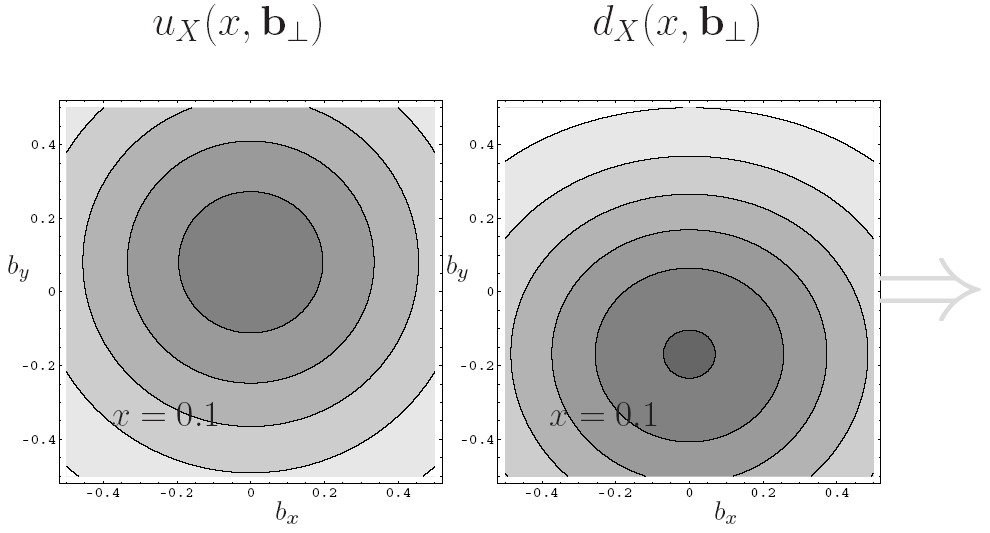 u_X(x, b_⊥) d_X(x, b_⊥)
0.4 0.4
0.2 0.2
b_y b_y
0 0
-0.2 -0.2
x = 0.1 x = 0.1
-0.4 -0.4
-0.4 -0.2 0 0.2 0.4 -0.4 -0.2 0 0.2 0.4
b_x b_x